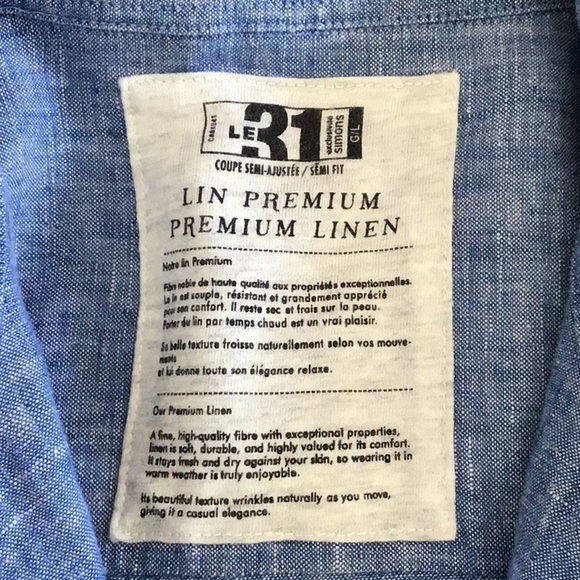 CA81041 LE 31 exclusivité simons G/L
COUPE SEMI-AJUSTÉE / SEMI FIT
LIN PREMIUM
PREMIUM LINEN
Notre lin Premium
Fibre noble de haute qualité aux propriétés exceptionnelles.
Le lin est souple, résistant et grandement apprécié
pour son confort. Il reste sec et frais sur la peau.
Porter du lin par temps chaud est un vrai plaisir.
Sa belle texture froisse naturellement selon vos mouve-
ments
et lui donne toute son élégance relaxe.
Our Premium Linen
A fine, high-quality fibre with exceptional properties,
linen is soft, durable, and highly valued for its comfort.
It stays fresh and dry against your skin, so wearing it in
warm weather is truly enjoyable.
Its beautiful texture wrinkles naturally as you move,
giving it a casual elegance.